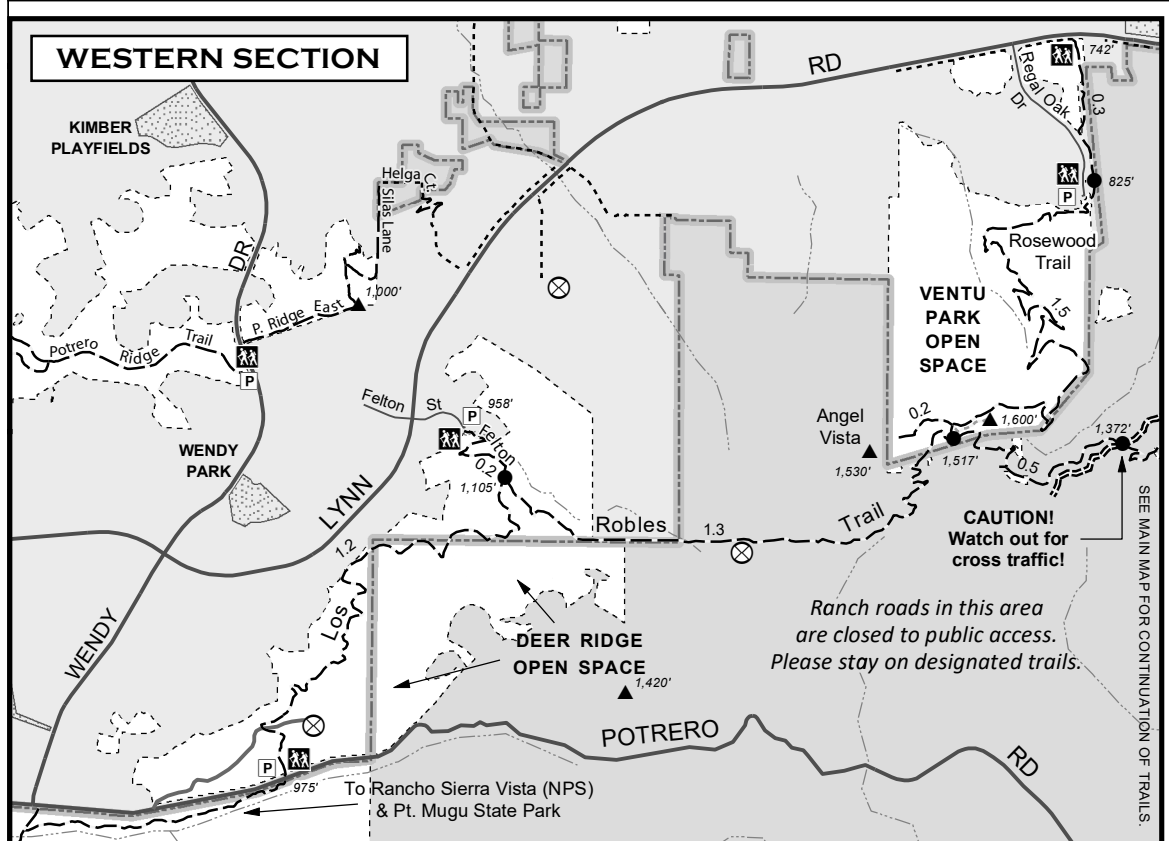 WESTERN SECTION
RD
742'
Regal Oak
Dr
0.3
KIMBER
PLAYFIELDS
Helga Ct.
Silas Lane
P
825'
DR
Rosewood
Trail
1,000'
P. Ridge East
VENTU
PARK
OPEN
SPACE
1.5
Potrero Ridge Trail
P
Felton St
P
958'
Felton
0.2
1,105'
Angel
Vista
1,530'
0.2
1,600'
1,517'
0.5
1,372'
WENDY
PARK
LYNN
Robles
1.3
Trail
CAUTION!
Watch out for
cross traffic!
SEE MAIN MAP FOR CONTINUATION OF TRAILS.
1.2
Los
Ranch roads in this area
are closed to public access.
Please stay on designated trails.
WENDY
DEER RIDGE
OPEN SPACE
1,420'
POTRERO
RD
P
975'
To Rancho Sierra Vista (NPS)
& Pt. Mugu State Park